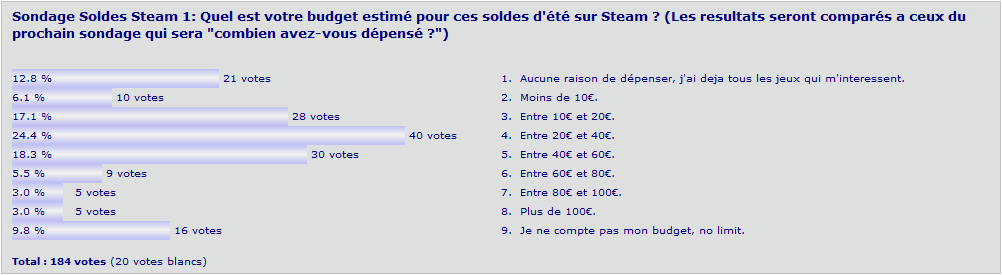 Sondage Soldes Steam 1: Quel est votre budget estimé pour ces soldes d'été sur Steam ? (Les resultats seront comparés a ceux du
prochain sondage qui sera "combien avez-vous dépensé ?")
12.8 % 21 votes 1. Aucune raison de dépenser, j'ai deja tous les jeux qui m'interessent.
6.1 % 10 votes 2. Moins de 10€.
17.1 % 28 votes 3. Entre 10€ et 20€.
24.4 % 40 votes 4. Entre 20€ et 40€.
18.3 % 30 votes 5. Entre 40€ et 60€.
5.5 % 9 votes 6. Entre 60€ et 80€.
3.0 % 5 votes 7. Entre 80€ et 100€.
3.0 % 5 votes 8. Plus de 100€.
9.8 % 16 votes 9. Je ne compte pas mon budget, no limit.
Total : 184 votes (20 votes blancs)